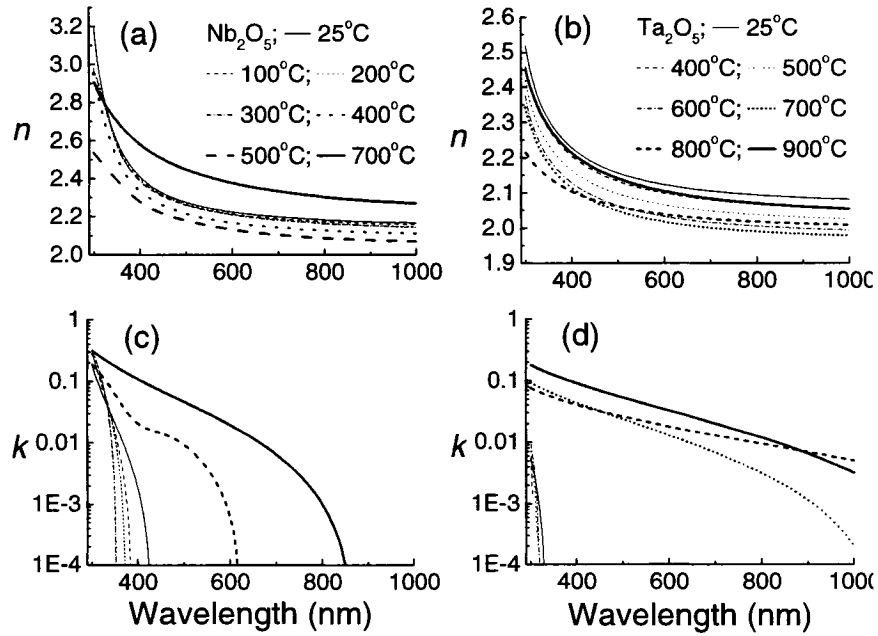 (a) Nb₂O₅; — 25°C
100°C; 200°C
300°C; 400°C
500°C; 700°C
n
3.2
3.0
2.8
2.6
2.4
2.2
2.0
400 600 800 1000
(b) Ta₂O₅; — 25°C
400°C; 500°C
600°C; 700°C
800°C; 900°C
n
2.6
2.5
2.4
2.3
2.2
2.1
2.0
1.9
400 600 800 1000
(c)
k
1
0.1
0.01
1E-3
1E-4
400 600 800 1000
Wavelength (nm)
(d)
k
1
0.1
0.01
1E-3
1E-4
400 600 800 1000
Wavelength (nm)